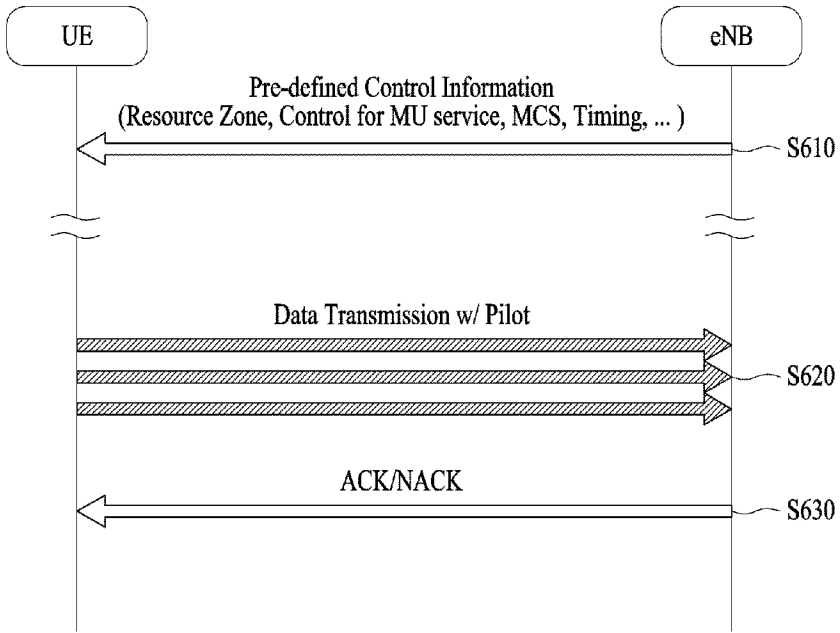 UE
eNB
Pre-defined Control Information
(Resource Zone, Control for MU service, MCS, Timing, ... )
S610
Data Transmission w/ Pilot
S620
ACK/NACK
S630